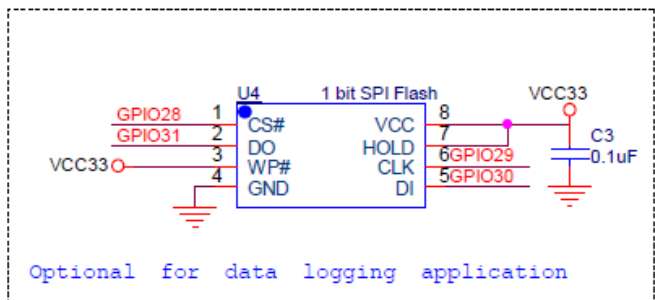 U4 1 bit SPI Flash VCC33
GPIO28 1 CS# VCC 8
GPIO31 2 DO HOLD 7
VCC33 3 WP# CLK 6 GPIO29
4 GND DI 5 GPIO30
C3
0.1uF
Optional for data logging application